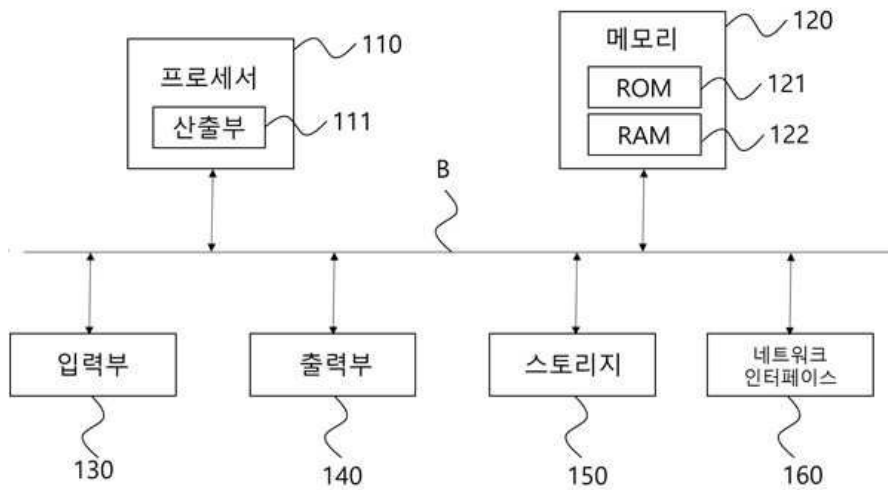 프로세서
110
산출부
111
메모리
120
ROM
121
RAM
122
B
입력부
출력부
스토리지
네트워크
인터페이스
130
140
150
160